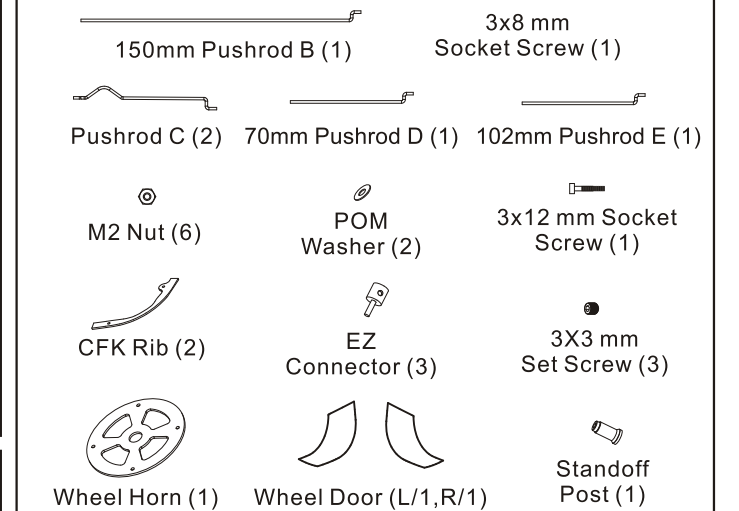 150mm Pushrod B (1)
3x8 mm
Socket Screw (1)
Pushrod C (2)
70mm Pushrod D (1)
102mm Pushrod E (1)
M2 Nut (6)
POM
Washer (2)
3x12 mm Socket
Screw (1)
CFK Rib (2)
EZ
Connector (3)
3X3 mm
Set Screw (3)
Wheel Horn (1)
Wheel Door (L/1,R/1)
Standoff
Post (1)